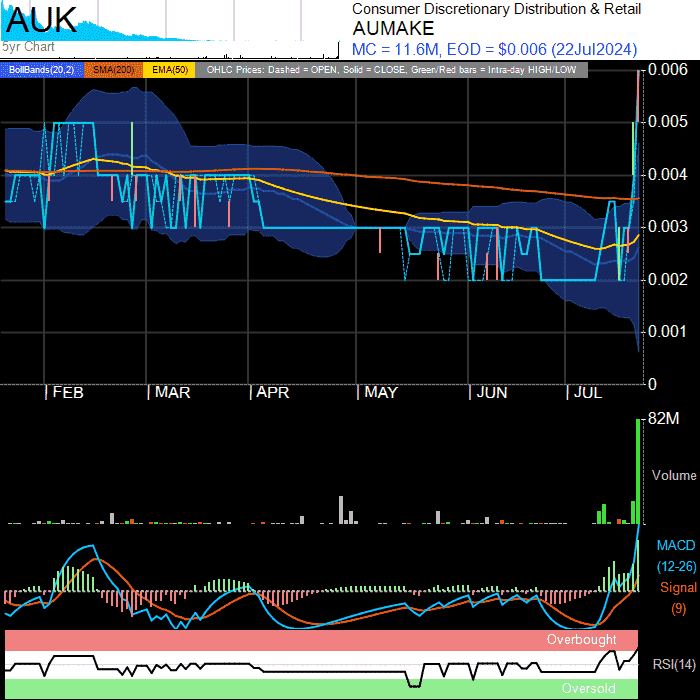 AUK
5yr Chart
Consumer Discretionary Distribution & Retail
AUMAKE
MC = 11.6M, EOD = $0.006 (22Jul2024)
BollBands(20,2) SMA(200) EMA(50) OHLC Prices: Dashed = OPEN, Solid = CLOSE, Green/Red bars = Intra-day HIGH/LOW
0.006
0.005
0.004
0.003
0.002
0.001
0
FEB MAR APR MAY JUN JUL
82M
Volume
MACD
(12-26)
Signal
(9)
Overbought
RSI(14)
Oversold